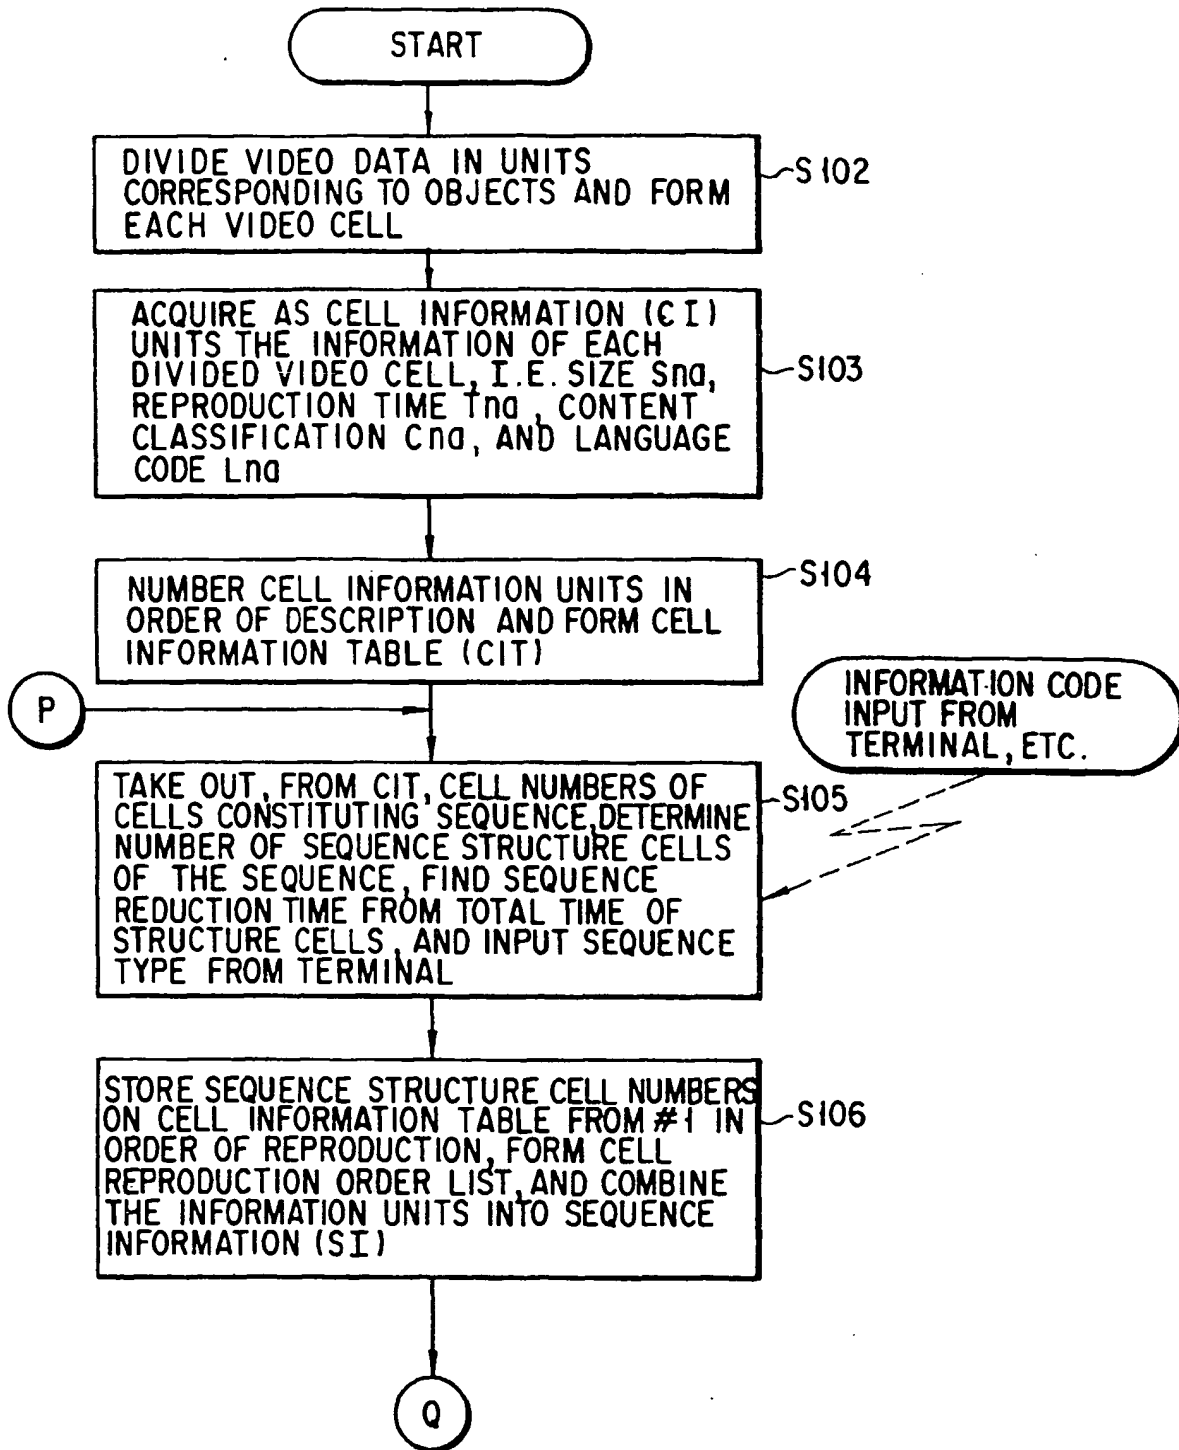 START
DIVIDE VIDEO DATA IN UNITS
CORRESPONDING TO OBJECTS AND FORM
EACH VIDEO CELL
S102
ACQUIRE AS CELL INFORMATION (CI)
UNITS THE INFORMATION OF EACH
DIVIDED VIDEO CELL, I.E. SIZE Sna,
REPRODUCTION TIME Tna, CONTENT
CLASSIFICATION Cna, AND LANGUAGE
CODE Lna
S103
NUMBER CELL INFORMATION UNITS IN
ORDER OF DESCRIPTION AND FORM CELL
INFORMATION TABLE (CIT)
S104
P
INFORMATION CODE
INPUT FROM
TERMINAL, ETC.
TAKE OUT, FROM CIT, CELL NUMBERS OF
CELLS CONSTITUTING SEQUENCE, DETERMINE
NUMBER OF SEQUENCE STRUCTURE CELLS
OF THE SEQUENCE, FIND SEQUENCE
REDUCTION TIME FROM TOTAL TIME OF
STRUCTURE CELLS, AND INPUT SEQUENCE
TYPE FROM TERMINAL
S105
STORE SEQUENCE STRUCTURE CELL NUMBERS
ON CELL INFORMATION TABLE FROM #1 IN
ORDER OF REPRODUCTION, FORM CELL
REPRODUCTION ORDER LIST, AND COMBINE
THE INFORMATION UNITS INTO SEQUENCE
INFORMATION (SI)
S106
Q